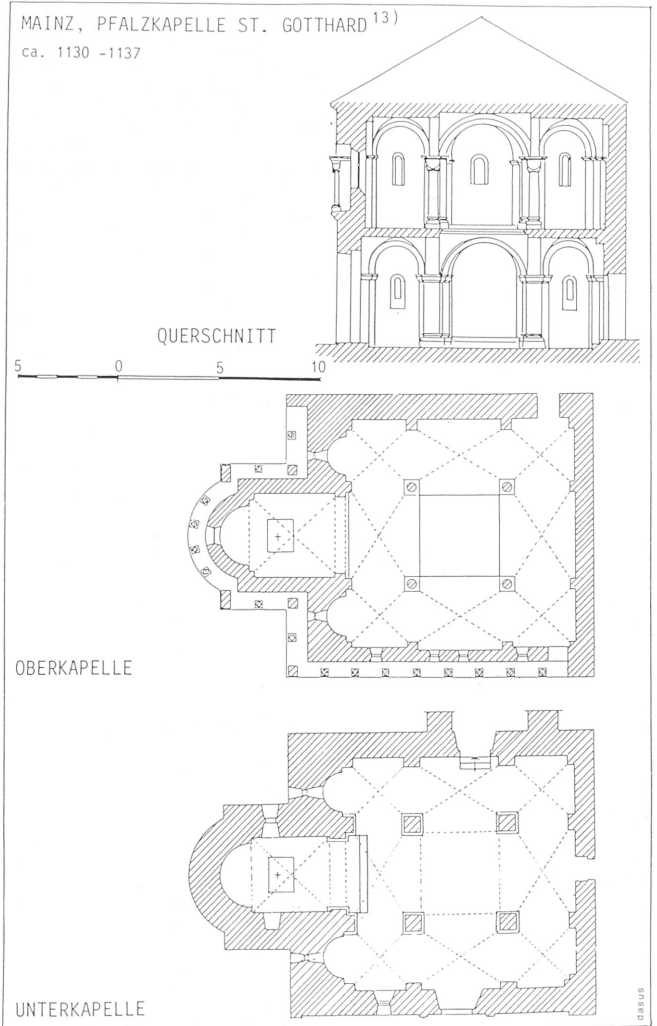 MAINZ, PFALZKAPELLE ST. GOTTHARD 13)
ca. 1130 -1137
QUERSCHNITT
5 0 5 10
OBERKAPELLE
UNTERKAPELLE
dasus